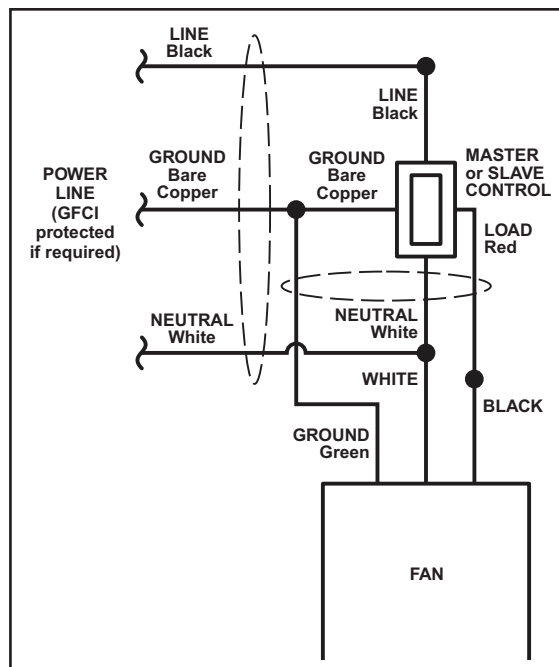 LINE
Black
LINE
Black
GROUND
Bare
Copper
GROUND
Bare
Copper
MASTER
or SLAVE
CONTROL
POWER
LINE
(GFCI
protected
if required)
LOAD
Red
NEUTRAL
White
NEUTRAL
White
WHITE
BLACK
GROUND
Green
FAN